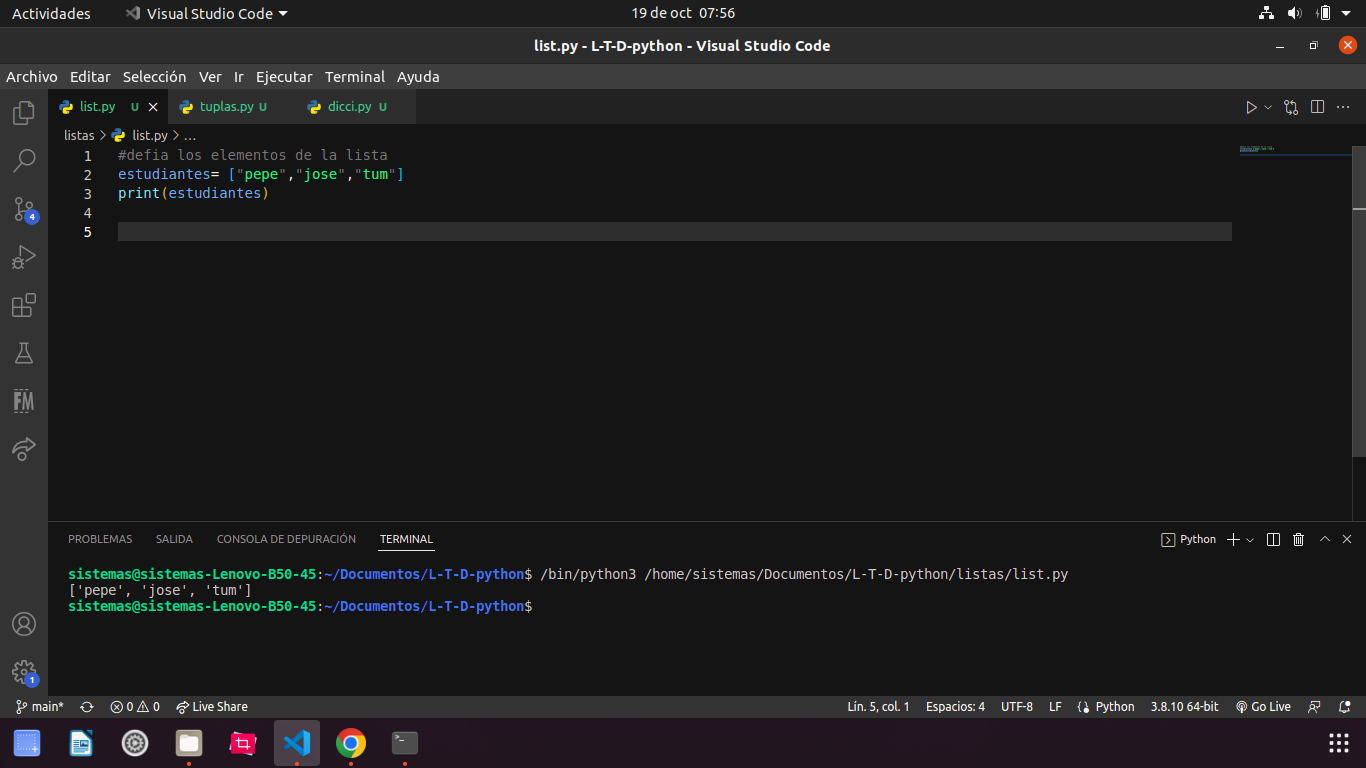 Actividades Visual Studio Code 19 de oct 07:56
list.py - L-T-D-python - Visual Studio Code
Archivo Editar Selección Ver Ir Ejecutar Terminal Ayuda
list.py U tuplas.py U dicci.py U
listas > list.py > ...
1 #defia los elementos de la lista
2 estudiantes= ["pepe","jose","tum"]
3 print(estudiantes)
4
5
4
FM
PROBLEMAS SALIDA CONSOLA DE DEPURACIÓN TERMINAL Python
sistemas@sistemas-Lenovo-B50-45:~/Documentos/L-T-D-python$ /bin/python3 /home/sistemas/Documentos/L-T-D-python/listas/list.py
['pepe', 'jose', 'tum']
sistemas@sistemas-Lenovo-B50-45:~/Documentos/L-T-D-python$
1
main* 0 0 Live Share Lín. 5, col. 1 Espacios: 4 UTF-8 LF Python 3.8.10 64-bit Go Live